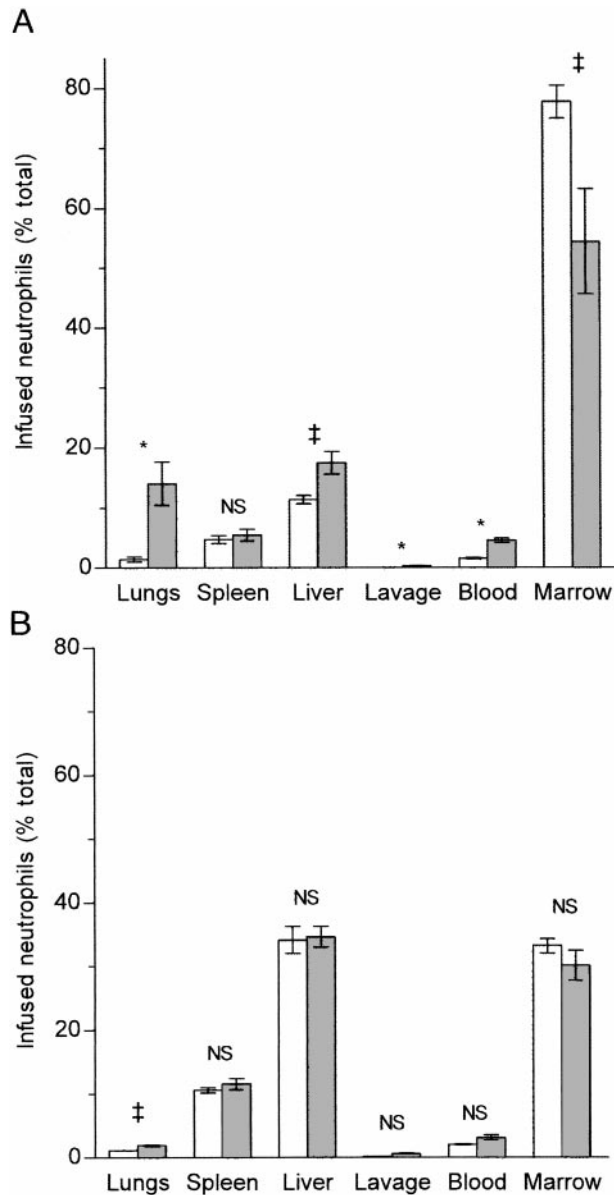 A
Infused neutrophils (% total)
80
60
40
20
0
*
NS
‡
*
*
‡
Lungs Spleen Liver Lavage Blood Marrow
B
Infused neutrophils (% total)
80
60
40
20
0
‡
NS
NS
NS
NS
NS
Lungs Spleen Liver Lavage Blood Marrow